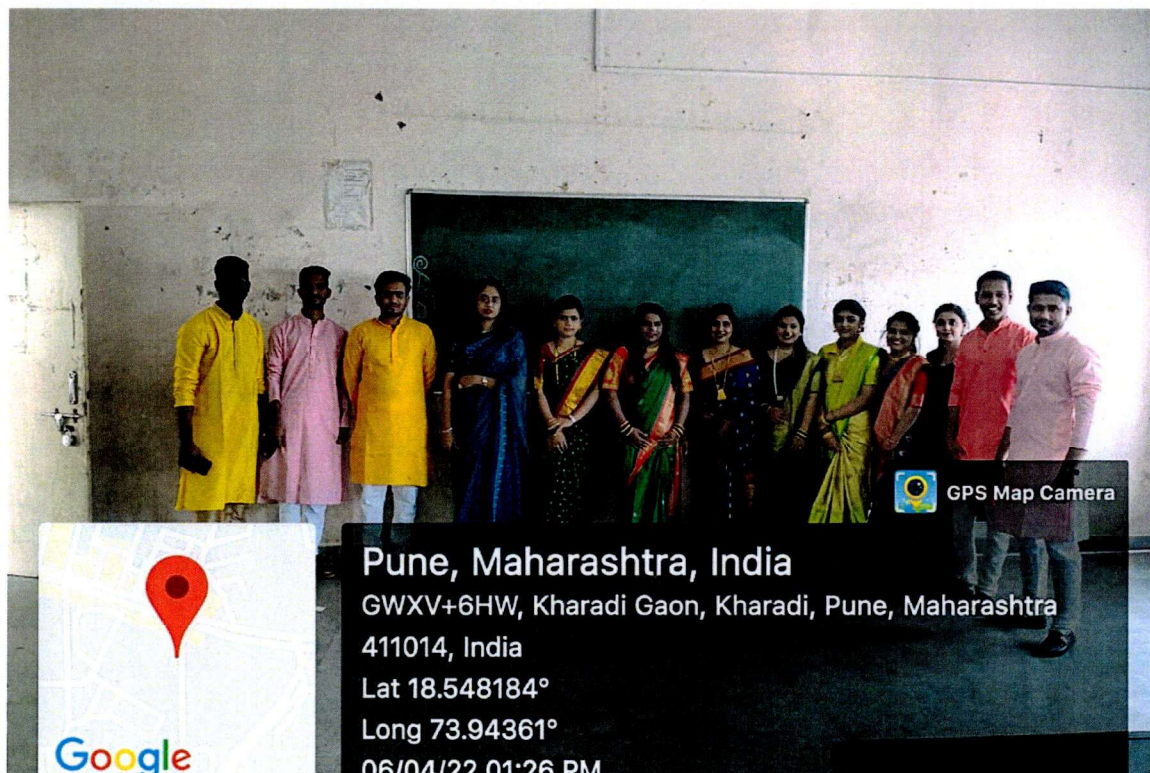 GPS Map Camera
Pune, Maharashtra, India
GWXV+6HW, Kharadi Gaon, Kharadi, Pune, Maharashtra
411014, India
Lat 18.548184°
Long 73.94361°
06/04/22 01:26 PM
Google